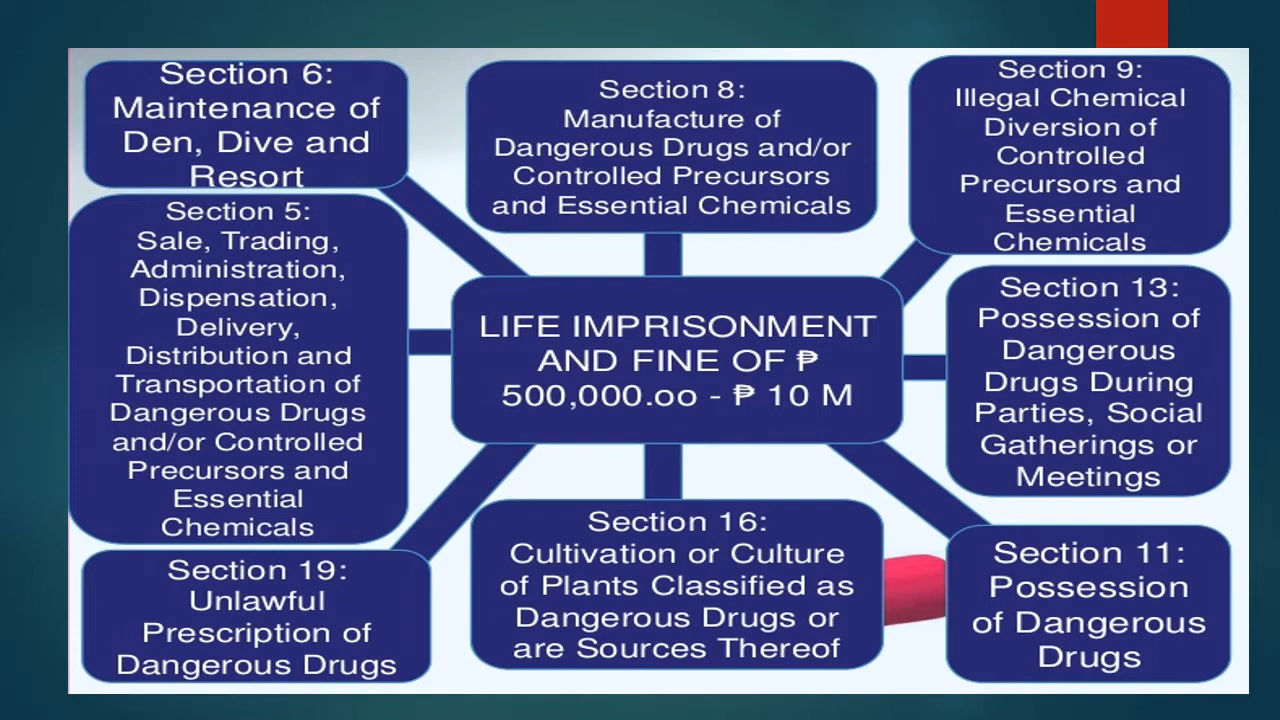 Section 6:
Maintenance of
Den, Dive and
Resort
Section 8:
Manufacture of
Dangerous Drugs and/or
Controlled Precursors
and Essential Chemicals
Section 9:
Illegal Chemical
Diversion of
Controlled
Precursors and
Essential
Chemicals
Section 5:
Sale, Trading,
Administration,
Dispensation,
Delivery,
Distribution and
Transportation of
Dangerous Drugs
and/or Controlled
Precursors and
Essential
Chemicals
LIFE IMPRISONMENT
AND FINE OF ₱
500,000.oo - ₱ 10 M
Section 13:
Possession of
Dangerous
Drugs During
Parties, Social
Gatherings or
Meetings
Section 19:
Unlawful
Prescription of
Dangerous Drugs
Section 16:
Cultivation or Culture
of Plants Classified as
Dangerous Drugs or
are Sources Thereof
Section 11:
Possession
of Dangerous
Drugs